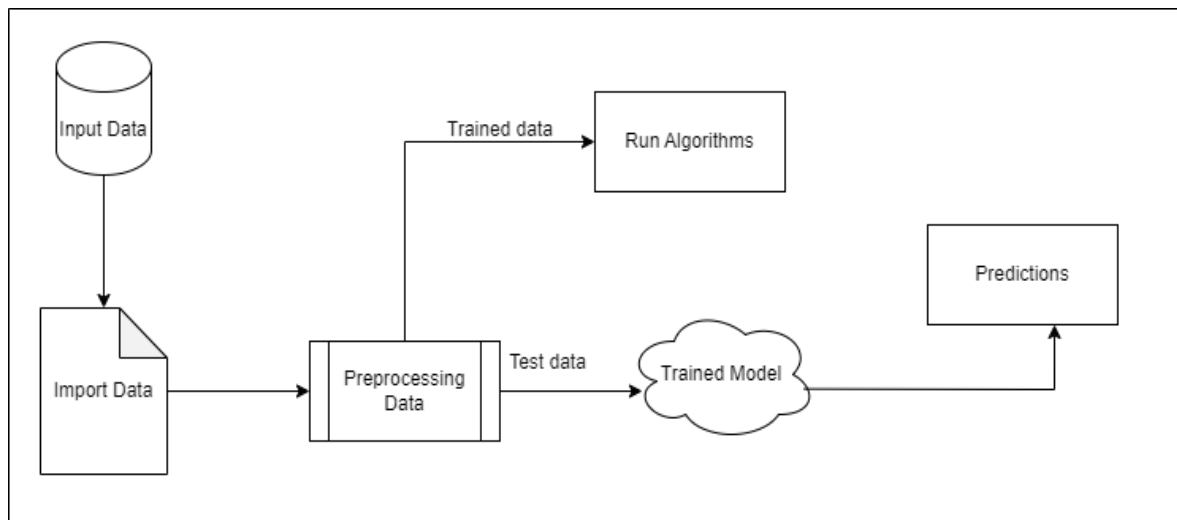 Input Data
Trained data
Run Algorithms
Predictions
Import Data
Preprocessing
Data
Test data
Trained Model